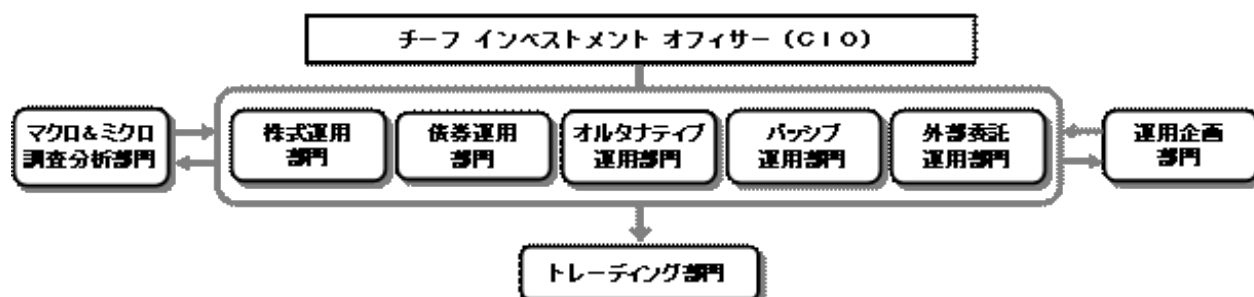 チーフ インベストメント オフィサー（CIO）
マクロ＆ミクロ
調査分析部門
株式運用
部門
債券運用
部門
オルタナティブ
運用部門
パッシブ
運用部門
外部委託
運用部門
運用企画
部門
トレーディング部門